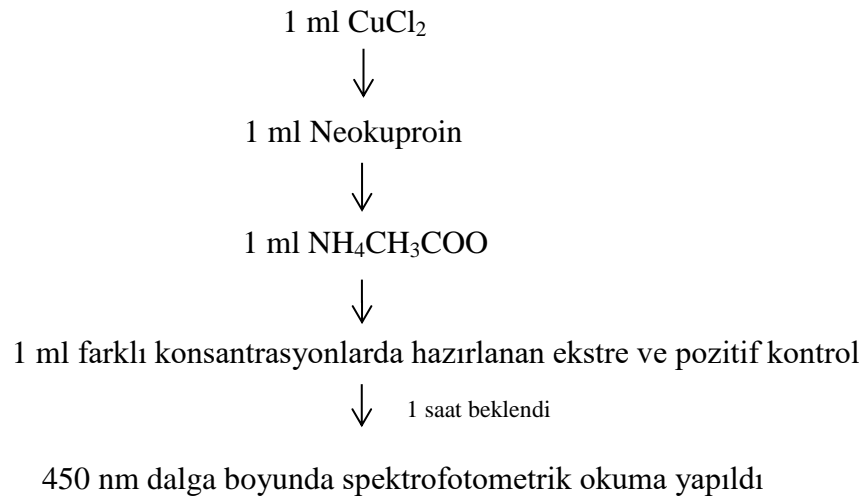 1 ml CuCl₂
1 ml Neokuproin
1 ml NH₄CH₃COO
1 ml farklı konsantrasyonlarda hazırlanan ekstre ve pozitif kontrol
1 saat beklendi
450 nm dalga boyunda spektrofotometrik okuma yapıldı